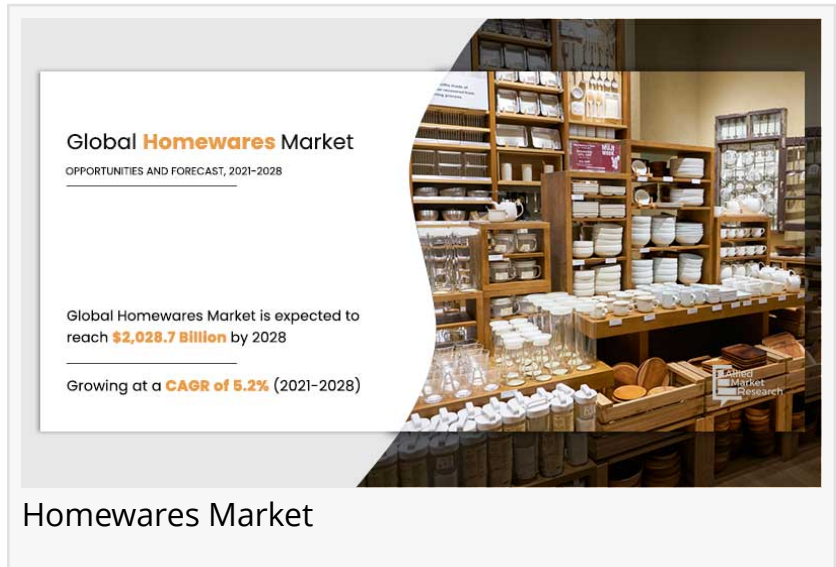 Global Homewares Market
OPPORTUNITIES AND FORECAST, 2021-2028
Global Homewares Market is expected to
reach $2,028.7 Billion by 2028
Growing at a CAGR of 5.2% (2021-2028)
Allied
Market
Research
Homewares Market